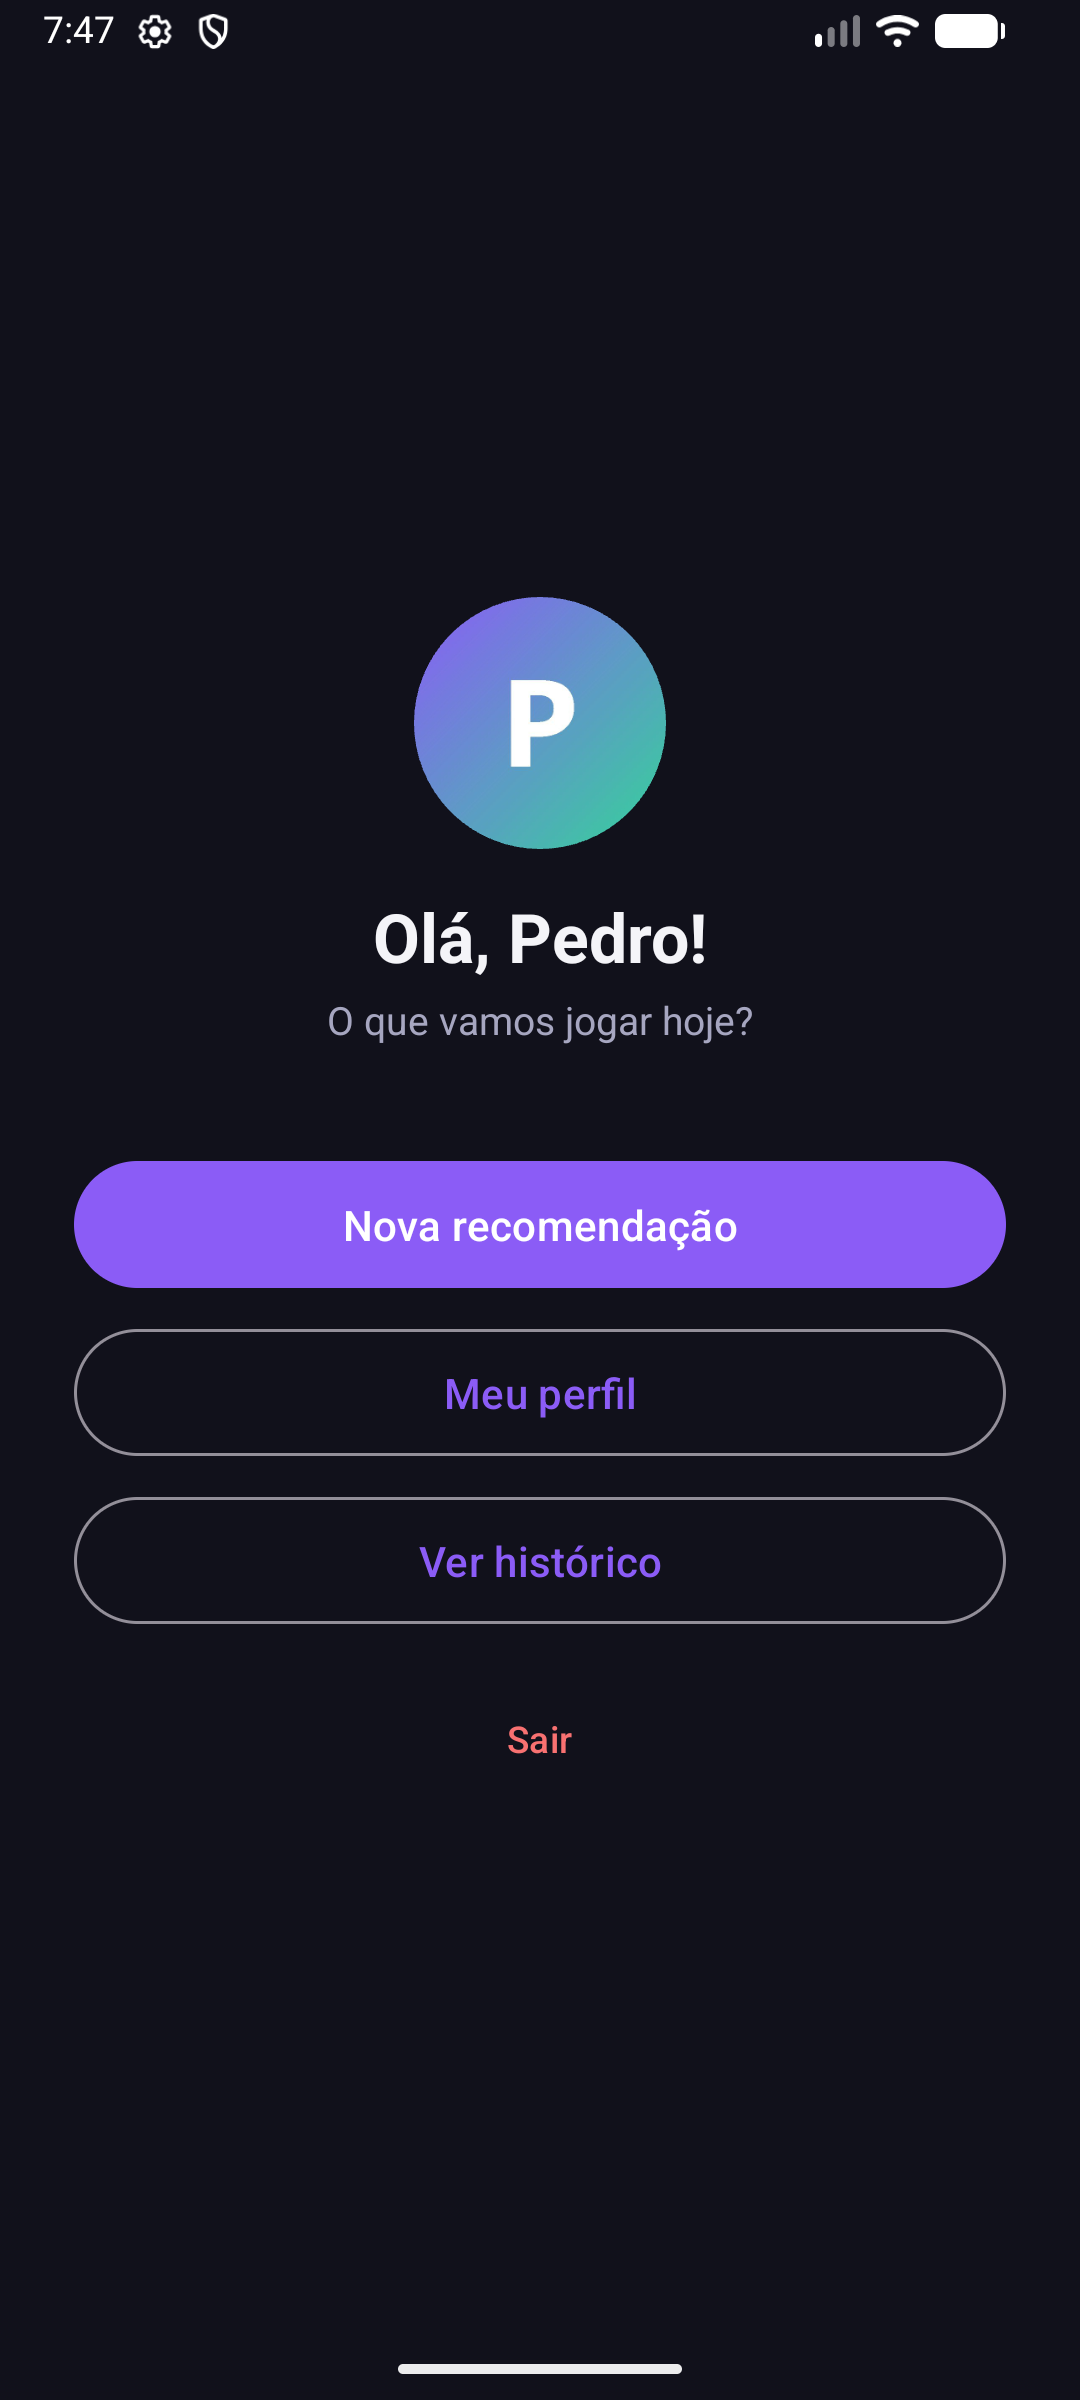 7:47
P
Olá, Pedro!
O que vamos jogar hoje?
Nova recomendação
Meu perfil
Ver histórico
Sair